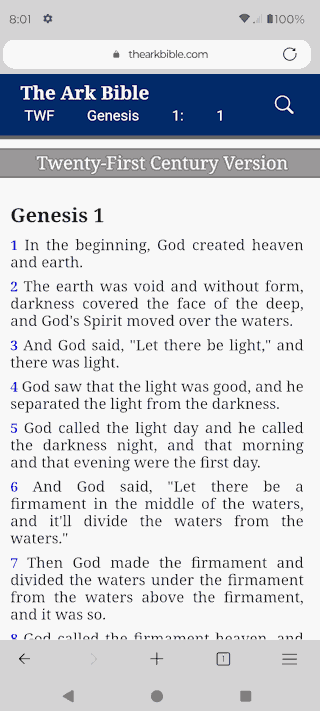 8:01
100%
thearkbible.com
The Ark Bible
TWF Genesis 1: 1
Twenty-First Century Version
Genesis 1
1 In the beginning, God created heaven
and earth.
2 The earth was void and without form,
darkness covered the face of the deep,
and God's Spirit moved over the waters.
3 And God said, "Let there be light," and
there was light.
4 God saw that the light was good, and he
separated the light from the darkness.
5 God called the light day and he called
the darkness night, and that morning
and that evening were the first day.
6 And God said, "Let there be a
firmament in the middle of the waters,
and it'll divide the waters from the
waters."
7 Then God made the firmament and
divided the waters under the firmament
from the waters above the firmament,
and it was so.
8 God called the firmament heaven, and
1